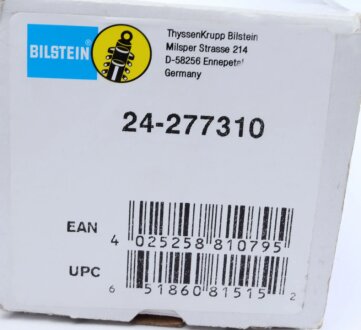 BILSTEIN
ThyssenKrupp Bilstein
Milsper Strasse 214
D-58256 Ennepetal
Germany
24-277310
EAN
4 025258 810795
UPC
6 51860 81515 2